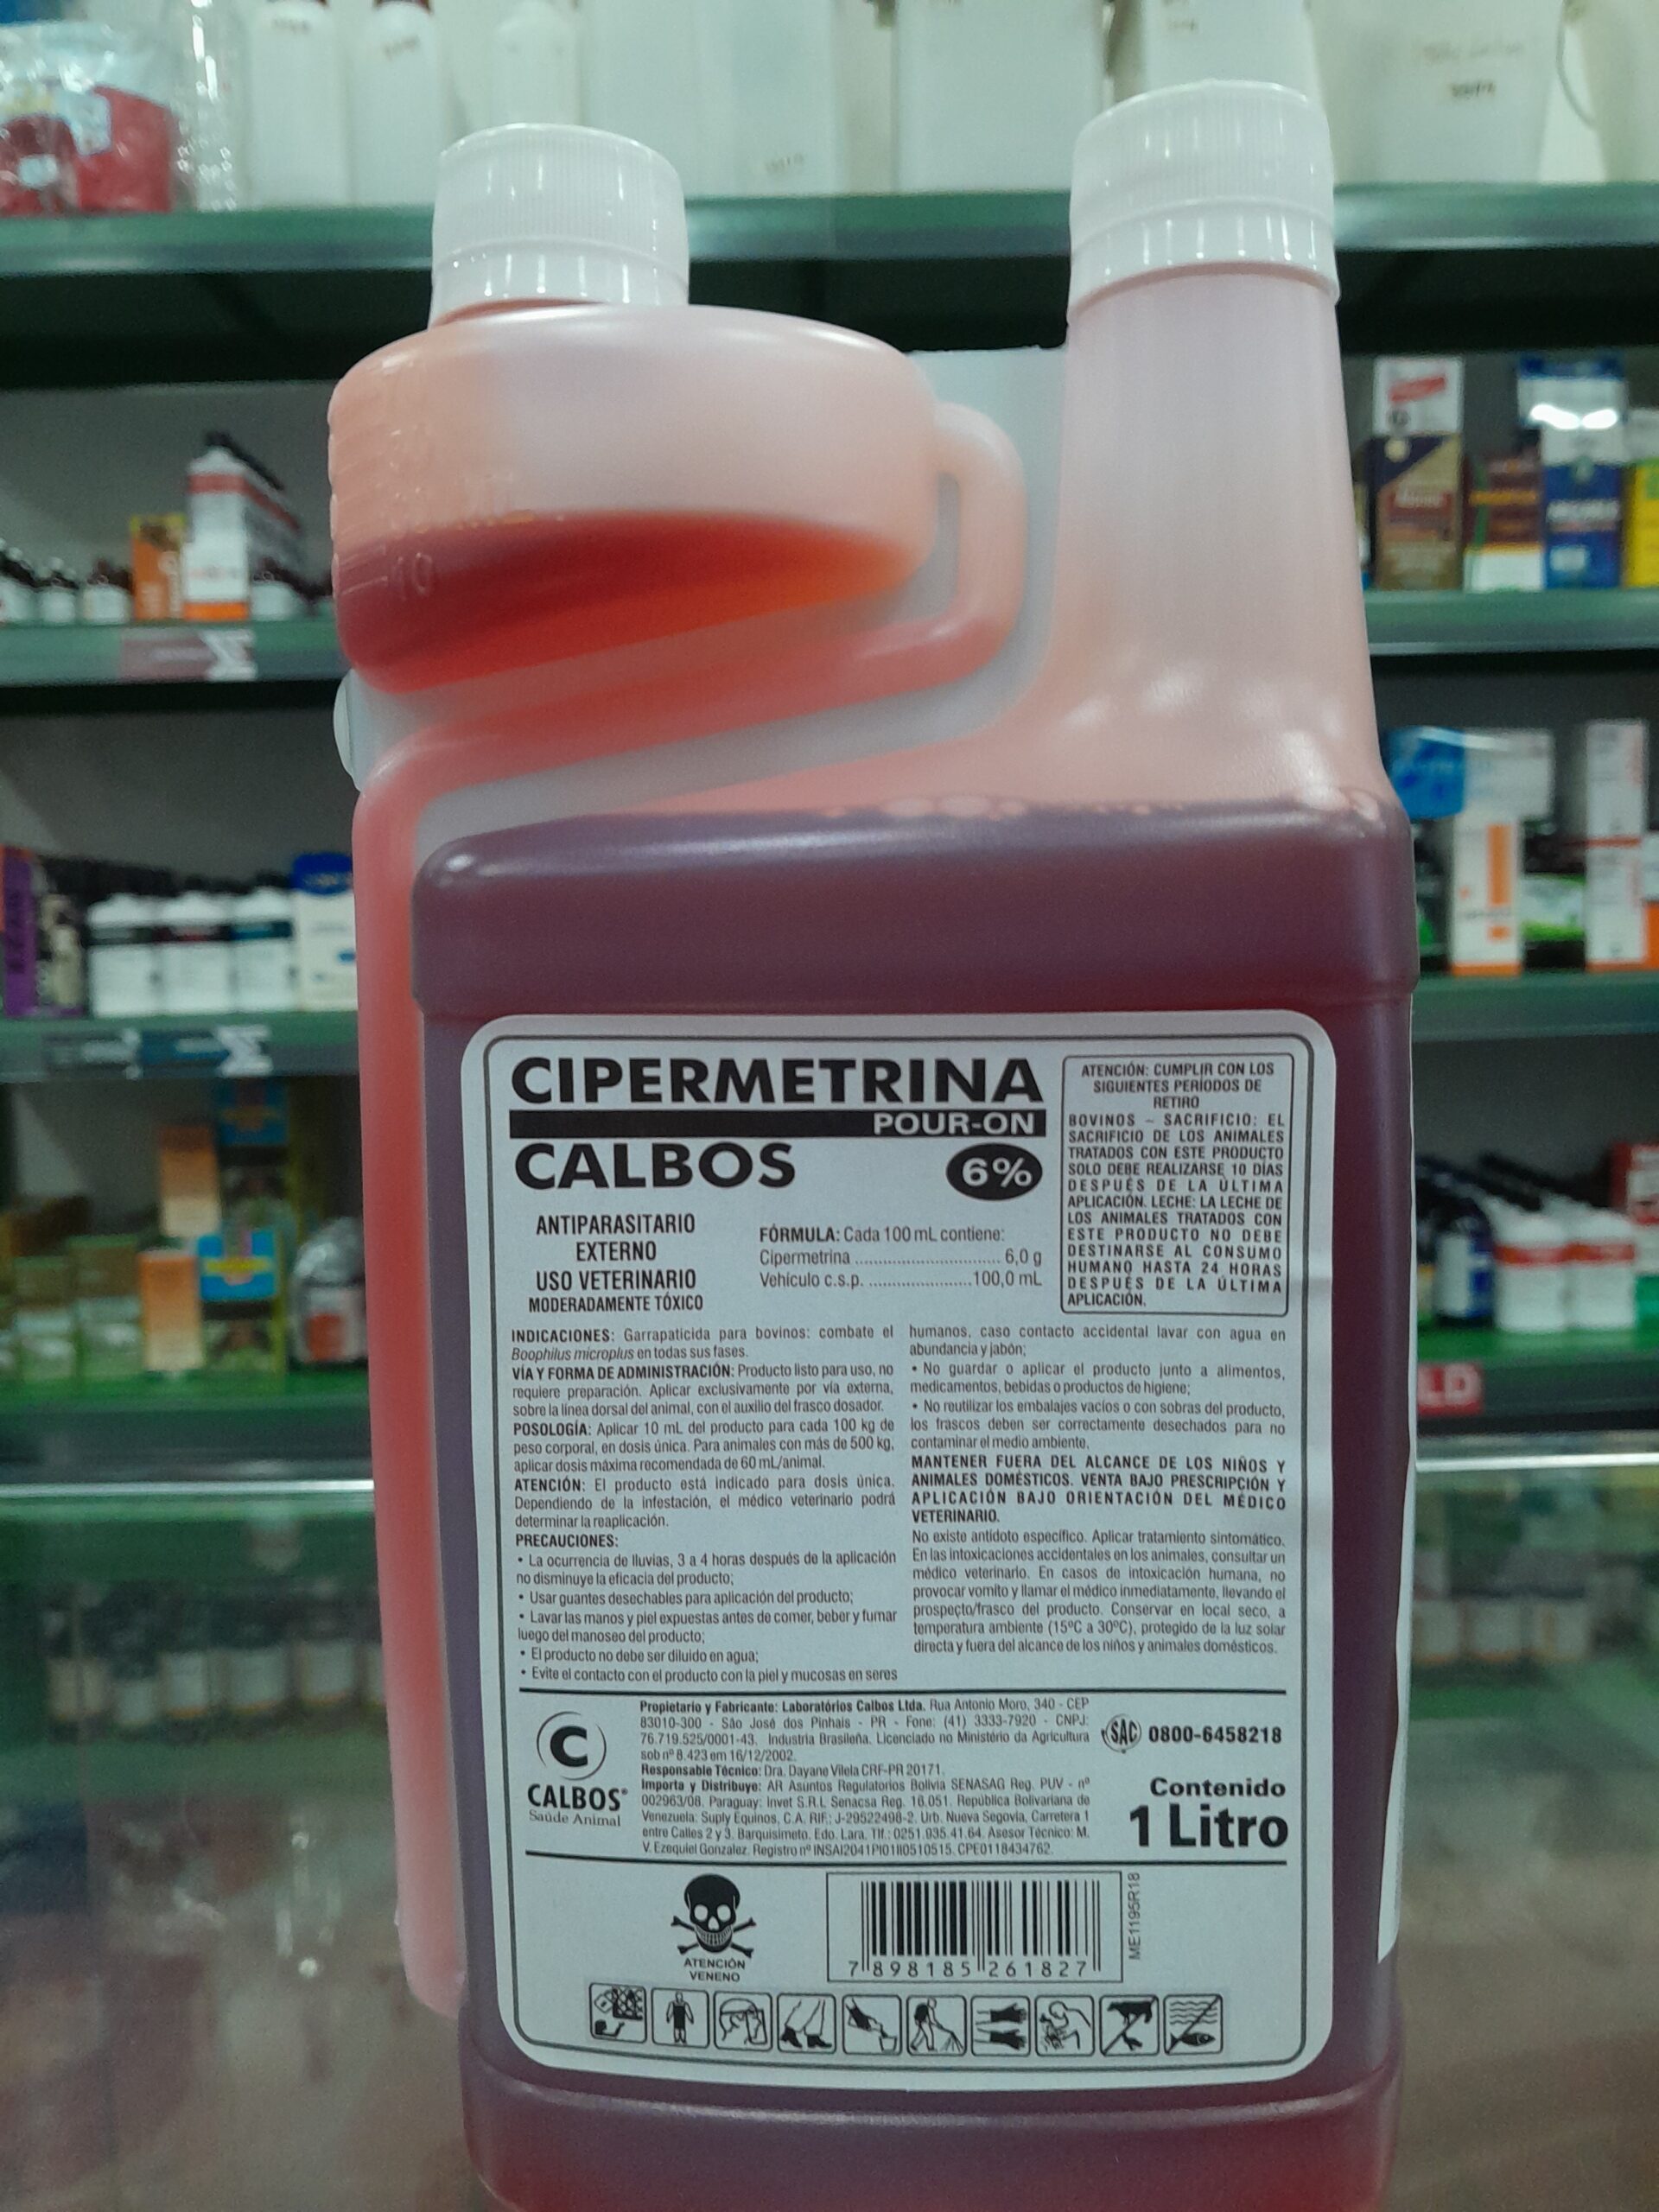 10
CIPERMETRINA
POUR-ON
CALBOS
6%
ANTIPARASITARIO
EXTERNO
USO VETERINARIO
MODERADAMENTE TÓXICO
FÓRMULA: Cada 100 mL contiene:
Cipermetrina ............................ 6,0 g
Vehículo c.s.p. .....................100,0 mL
ATENCIÓN: CUMPLIR CON LOS
SIGUIENTES PERÍODOS DE
RETIRO
BOVINOS – SACRIFICIO: EL
SACRIFICIO DE LOS ANIMALES
TRATADOS CON ESTE PRODUCTO
SOLO DEBE REALIZARSE 10 DÍAS
DESPUÉS DE LA ÚLTIMA
APLICACIÓN. LECHE: LA LECHE DE
LOS ANIMALES TRATADOS CON
ESTE PRODUCTO NO DEBE
DESTINARSE AL CONSUMO
HUMANO HASTA 24 HORAS
DESPUÉS DE LA ÚLTIMA
APLICACIÓN.
INDICACIONES: Garrapaticida para bovinos: combate el
Boophilus microplus en todas sus fases.
VÍA Y FORMA DE ADMINISTRACIÓN: Producto listo para uso, no
requiere preparación. Aplicar exclusivamente por vía externa,
sobre la línea dorsal del animal, con el auxilio del frasco dosador.
POSOLOGÍA: Aplicar 10 mL del producto para cada 100 kg de
peso corporal, en dosis única. Para animales con más de 500 kg,
aplicar dosis máxima recomendada de 60 mL/animal.
ATENCIÓN: El producto está indicado para dosis única.
Dependiendo de la infestación, el médico veterinario podrá
determinar la reaplicación.
PRECAUCIONES:
• La ocurrencia de lluvias, 3 a 4 horas después de la aplicación
no disminuye la eficacia del producto;
• Usar guantes desechables para aplicación del producto;
• Lavar las manos y piel expuestas antes de comer, beber y fumar
luego del manoseo del producto;
• El producto no debe ser diluido en agua;
• Evite el contacto con el producto con la piel y mucosas en seres
humanos, caso contacto accidental lavar con agua en
abundancia y jabón;
• No guardar o aplicar el producto junto a alimentos,
medicamentos, bebidas o productos de higiene;
• No reutilizar los embalajes vacíos o con sobras del producto,
los frascos deben ser correctamente desechados para no
contaminar el medio ambiente.
MANTENER FUERA DEL ALCANCE DE LOS NIÑOS Y
ANIMALES DOMÉSTICOS. VENTA BAJO PRESCRIPCIÓN Y
APLICACIÓN BAJO ORIENTACIÓN DEL MÉDICO
VETERINARIO.
No existe antídoto específico. Aplicar tratamiento sintomático.
En las intoxicaciones accidentales en los animales, consultar un
médico veterinario. En casos de intoxicación humana, no
provocar vomito y llamar el médico inmediatamente, llevando el
prospecto/frasco del producto. Conservar en local seco, a
temperatura ambiente (15ºC a 30ºC), protegido de la luz solar
directa y fuera del alcance de los niños y animales domésticos.
C
CALBOS®
Saúde Animal
Propietario y Fabricante: Laboratórios Calbos Ltda. Rua Antonio Moro, 340 - CEP
83010-300 - São José dos Pinhais - PR - Fone: (41) 3333-7920 - CNPJ:
76.719.525/0001-43. Industria Brasileña. Licenciado no Ministério da Agricultura
sob nº 8.423 em 16/12/2002.
Responsable Técnico: Dra. Dayane Vilela CRF-PR 20171.
Importa y Distribuye: AR Asuntos Regulatorios Bolivia SENASAG Reg. PUV - nº
002963/08. Paraguay: Invet S.R.L Senacsa Reg. 16.051. República Bolivariana de
Venezuela: Suply Equinos, C.A. RIF.: J-29522498-2. Urb. Nueva Segovia, Carretera 1
entre Calles 2 y 3. Barquisimeto. Edo. Lara. Tlf.: 0251.935.41.64. Asesor Técnico: M.
V. Ezequiel Gonzalez. Registro nº INSAI2041PI01II0510515. CPE0118434762.
SAC 0800-6458218
Contenido
1 Litro
ATENCIÓN
VENENO
7 898185 261827
ME1195R18
LD